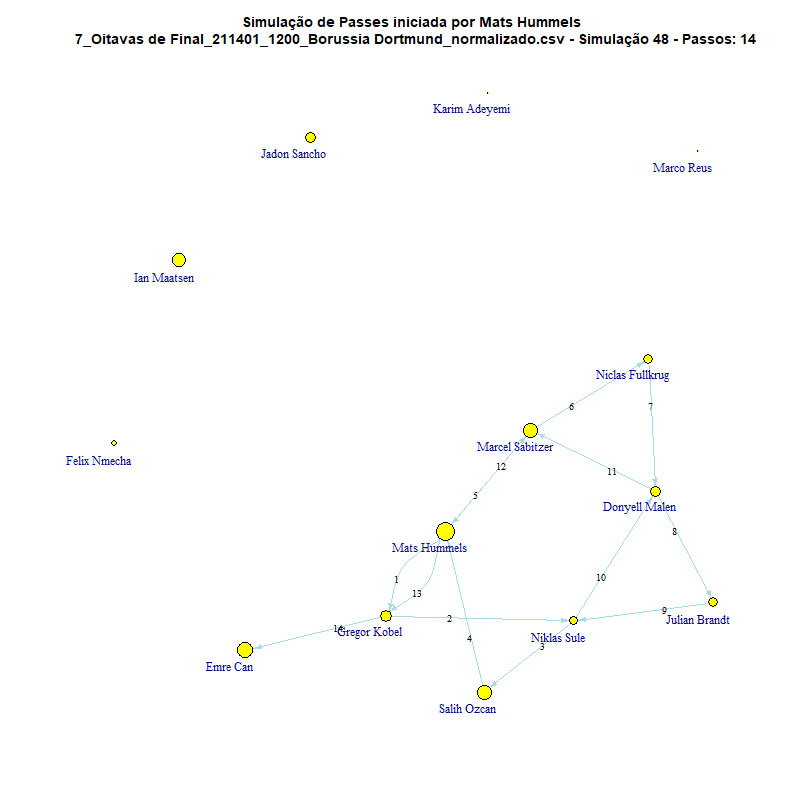 Simulação de Passes iniciada por Mats Hummels
7_Oitavas de Final_211401_1200_Borussia Dortmund_normalizado.csv - Simulação 48 - Passos: 14
Karim Adeyemi
Jadon Sancho
Marco Reus
Ian Maatsen
Niclas Fullkrug
6
7
Marcel Sabitzer
Felix Nmecha
12
11
5
Donyell Malen
8
Mats Hummels
1
10
13
9
2
Julian Brandt
14
Gregor Kobel
4
Niklas Sule
3
Emre Can
Salih Ozcan